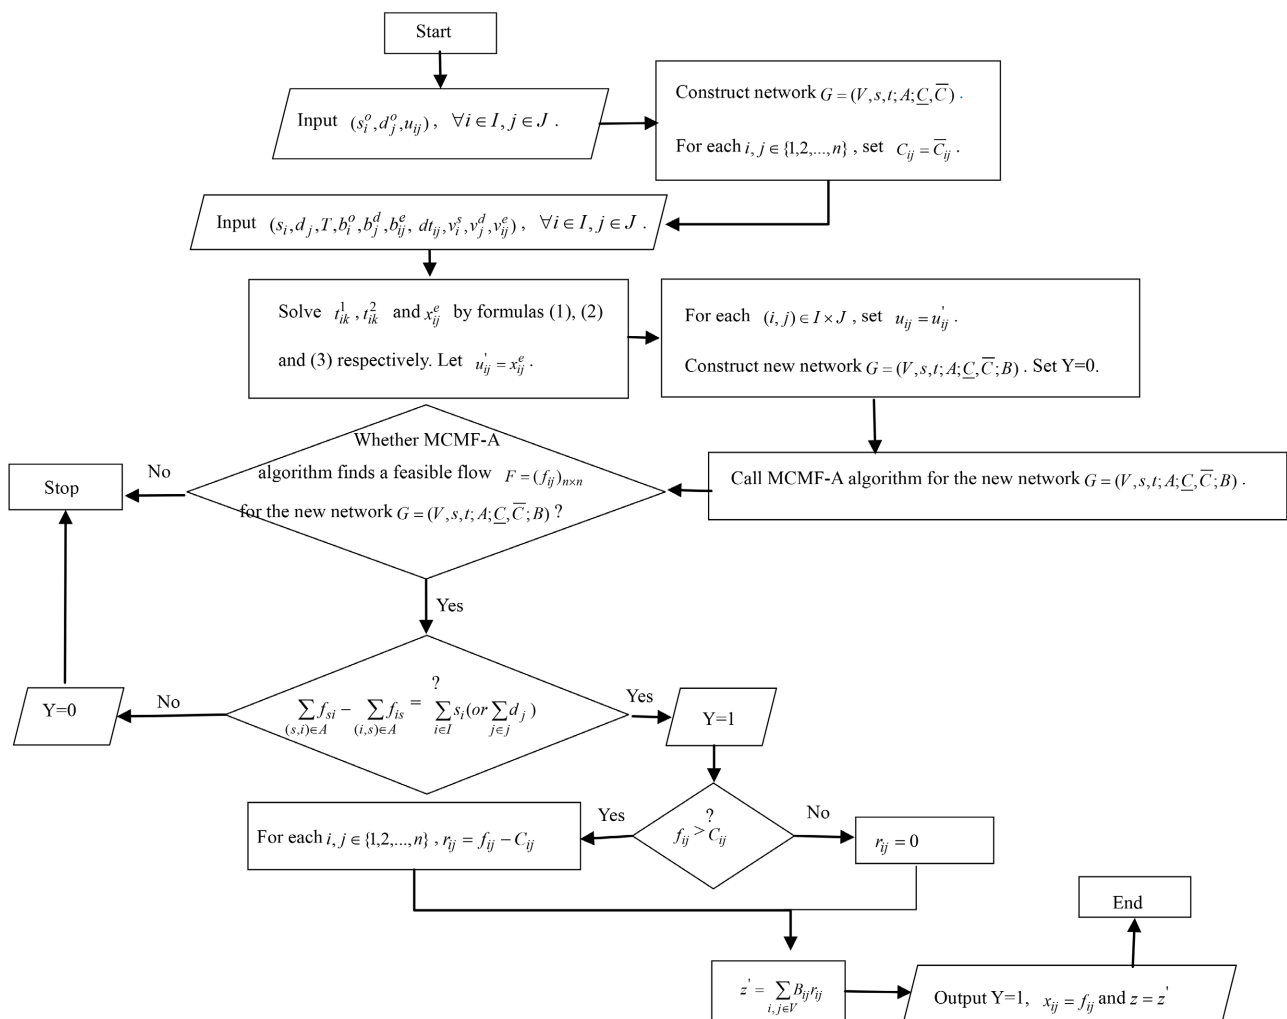 Start
Input (s_i^o, d_j^o, u_ij), ∀i ∈ I, j ∈ J .
Construct network G = (V, s, t; A; C̲, C̅) .
For each i, j ∈ {1,2,...,n} , set C_ij = C̅_ij .
Input (s_i, d_j, T, b_i^o, b_j^d, b_ij^e, dt_ij, v_i^s, v_j^d, v_ij^e) , ∀i ∈ I, j ∈ J .
Solve t_ik^1 , t_ik^2 and x_ij^e by formulas (1), (2)
and (3) respectively. Let u_ij^' = x_ij^e .
For each (i, j) ∈ I × J , set u_ij = u_ij^' .
Construct new network G = (V, s, t; A; C̲, C̅; B) . Set Y=0.
Call MCMF-A algorithm for the new network G = (V, s, t; A; C̲, C̅; B) .
Whether MCMF-A
algorithm finds a feasible flow F = (f_ij)_n×n
for the new network G = (V, s, t; A; C̲, C̅; B) ?
No
Stop
Yes
?
∑_(s,i)∈A f_si − ∑_(i,s)∈A f_is = ∑_i∈I s_i (or ∑_j∈j d_j )
No
Y=0
Yes
Y=1
?
f_ij > C_ij
Yes
For each i, j ∈ {1,2,...,n} , r_ij = f_ij − C_ij
No
r_ij = 0
z' = ∑_i,j∈V B_ij r_ij
Output Y=1, x_ij = f_ij and z = z'
End